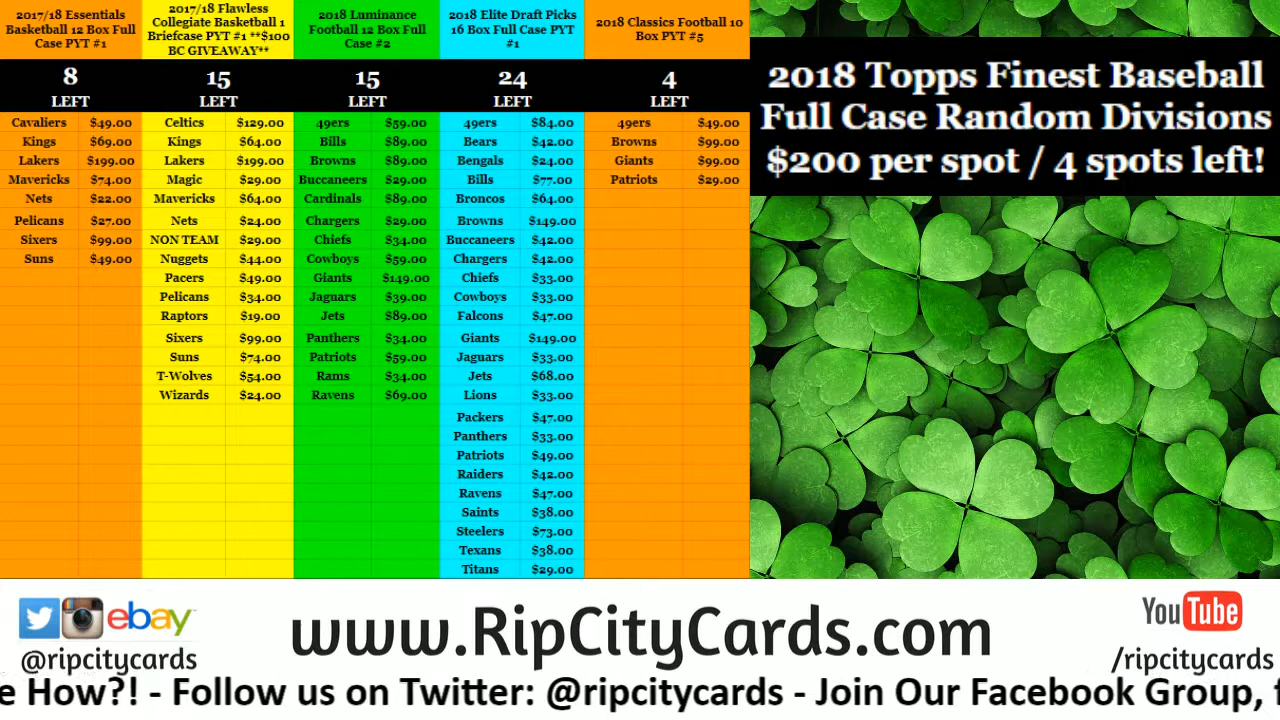 2017/18 Essentials
Basketball 12 Box Full
Case PYT #1
8
LEFT
Cavaliers $49.00
Kings $69.00
Lakers $199.00
Mavericks $74.00
Nets $22.00
Pelicans $27.00
Sixers $99.00
Suns $49.00
2017/18 Flawless
Collegiate Basketball 1
Briefcase PYT #1 **$100
BC GIVEAWAY**
15
LEFT
Celtics $129.00
Kings $64.00
Lakers $199.00
Magic $29.00
Mavericks $64.00
Nets $24.00
NON TEAM $29.00
Nuggets $44.00
Pacers $49.00
Pelicans $34.00
Raptors $19.00
Sixers $99.00
Suns $74.00
T-Wolves $54.00
Wizards $24.00
2018 Luminance
Football 12 Box Full
Case #2
15
LEFT
49ers $59.00
Bills $89.00
Browns $89.00
Buccaneers $29.00
Cardinals $89.00
Chargers $29.00
Chiefs $34.00
Cowboys $59.00
Giants $149.00
Jaguars $39.00
Jets $89.00
Panthers $34.00
Patriots $59.00
Rams $34.00
Ravens $69.00
2018 Elite Draft Picks
16 Box Full Case PYT
#1
24
LEFT
49ers $84.00
Bears $42.00
Bengals $24.00
Bills $77.00
Broncos $64.00
Browns $149.00
Buccaneers $42.00
Chargers $42.00
Chiefs $33.00
Cowboys $33.00
Falcons $47.00
Giants $149.00
Jaguars $33.00
Jets $68.00
Lions $33.00
Packers $47.00
Panthers $33.00
Patriots $49.00
Raiders $42.00
Ravens $47.00
Saints $38.00
Steelers $73.00
Texans $38.00
Titans $29.00
2018 Classics Football 10
Box PYT #5
4
LEFT
49ers $49.00
Browns $99.00
Giants $99.00
Patriots $29.00
2018 Topps Finest Baseball
Full Case Random Divisions
$200 per spot / 4 spots left!
ebay
@ripcitycards
www.RipCityCards.com
YouTube
/ripcitycards
e How?! - Follow us on Twitter: @ripcitycards - Join Our Facebook Group, f